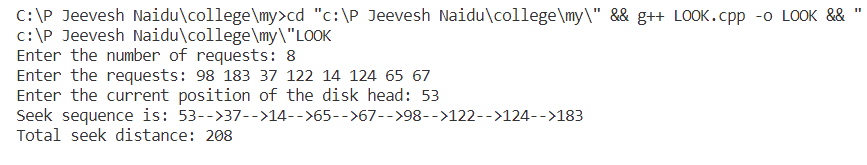 C:\P Jeevesh Naidu\college\my>cd "c:\P Jeevesh Naidu\college\my\" && g++ LOOK.cpp -o LOOK && "
c:\P Jeevesh Naidu\college\my\"LOOK
Enter the number of requests: 8
Enter the requests: 98 183 37 122 14 124 65 67
Enter the current position of the disk head: 53
Seek sequence is: 53-->37-->14-->65-->67-->98-->122-->124-->183
Total seek distance: 208